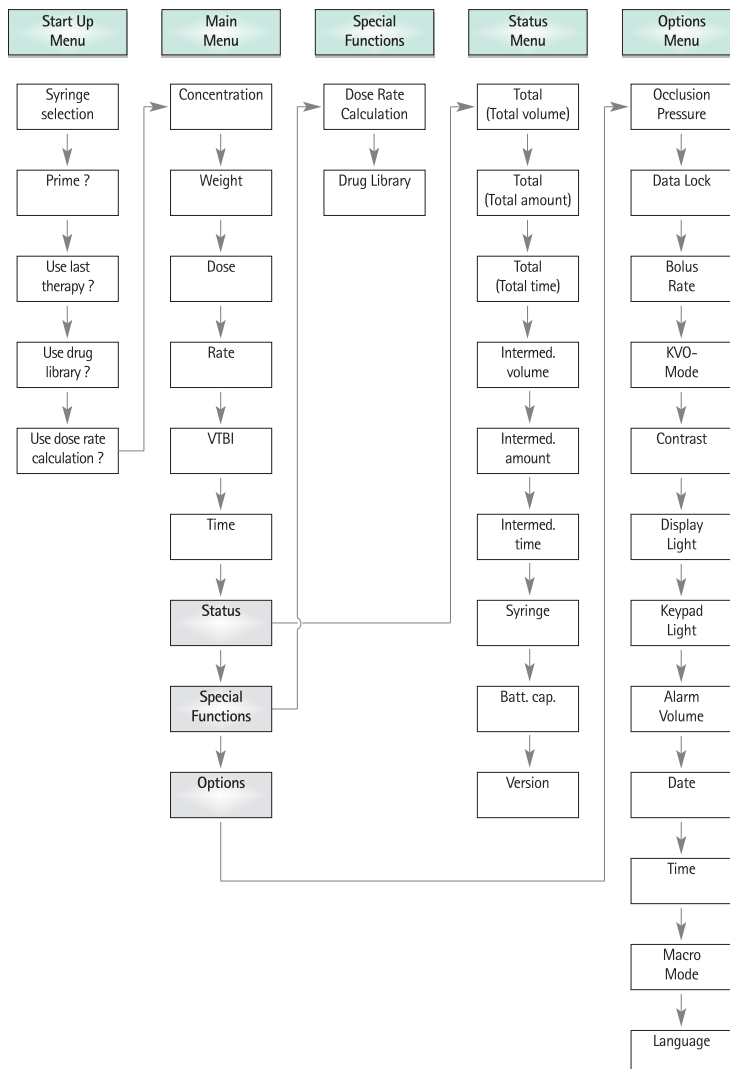 Start Up
Menu
Main
Menu
Special
Functions
Status
Menu
Options
Menu
Syringe
selection
Prime ?
Use last
therapy ?
Use drug
library ?
Use dose rate
calculation ?
Concentration
Weight
Dose
Rate
VTBI
Time
Status
Special
Functions
Options
Dose Rate
Calculation
Drug Library
Total
(Total volume)
Total
(Total amount)
Total
(Total time)
Intermed.
volume
Intermed.
amount
Intermed.
time
Syringe
Batt. cap.
Version
Occlusion
Pressure
Data Lock
Bolus
Rate
KVO-
Mode
Contrast
Display
Light
Keypad
Light
Alarm
Volume
Date
Time
Macro
Mode
Language